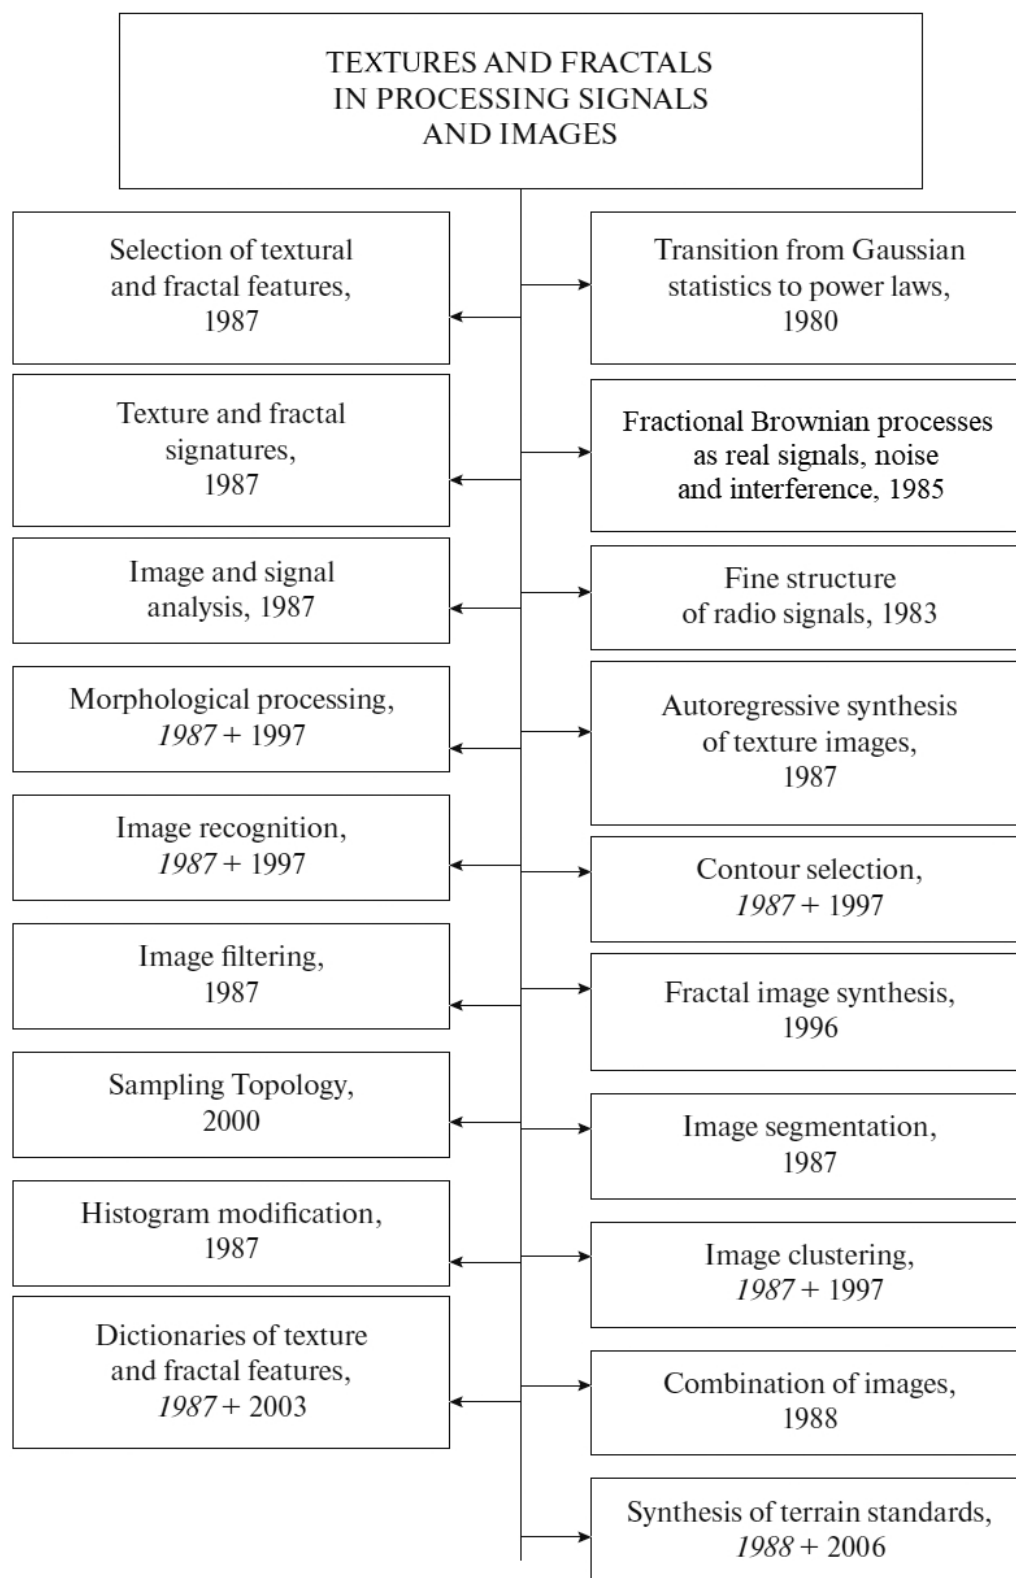 TEXTURES AND FRACTALS
IN PROCESSING SIGNALS
AND IMAGES
Selection of textural
and fractal features,
1987
Texture and fractal
signatures,
1987
Image and signal
analysis, 1987
Morphological processing,
1987 + 1997
Image recognition,
1987 + 1997
Image filtering,
1987
Sampling Topology,
2000
Histogram modification,
1987
Dictionaries of texture
and fractal features,
1987 + 2003
Transition from Gaussian
statistics to power laws,
1980
Fractional Brownian processes
as real signals, noise
and interference, 1985
Fine structure
of radio signals, 1983
Autoregressive synthesis
of texture images,
1987
Contour selection,
1987 + 1997
Fractal image synthesis,
1996
Image segmentation,
1987
Image clustering,
1987 + 1997
Combination of images,
1988
Synthesis of terrain standards,
1988 + 2006